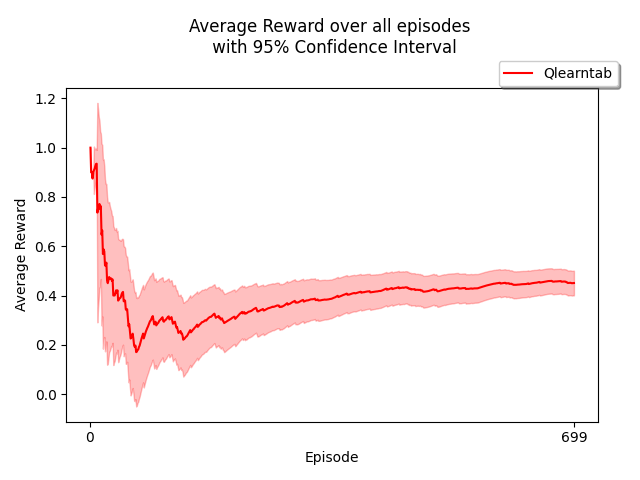 Average Reward over all episodes
with 95% Confidence Interval
Qlearntab
1.2
1.0
0.8
0.6
0.4
0.2
0.0
Average Reward
0
699
Episode